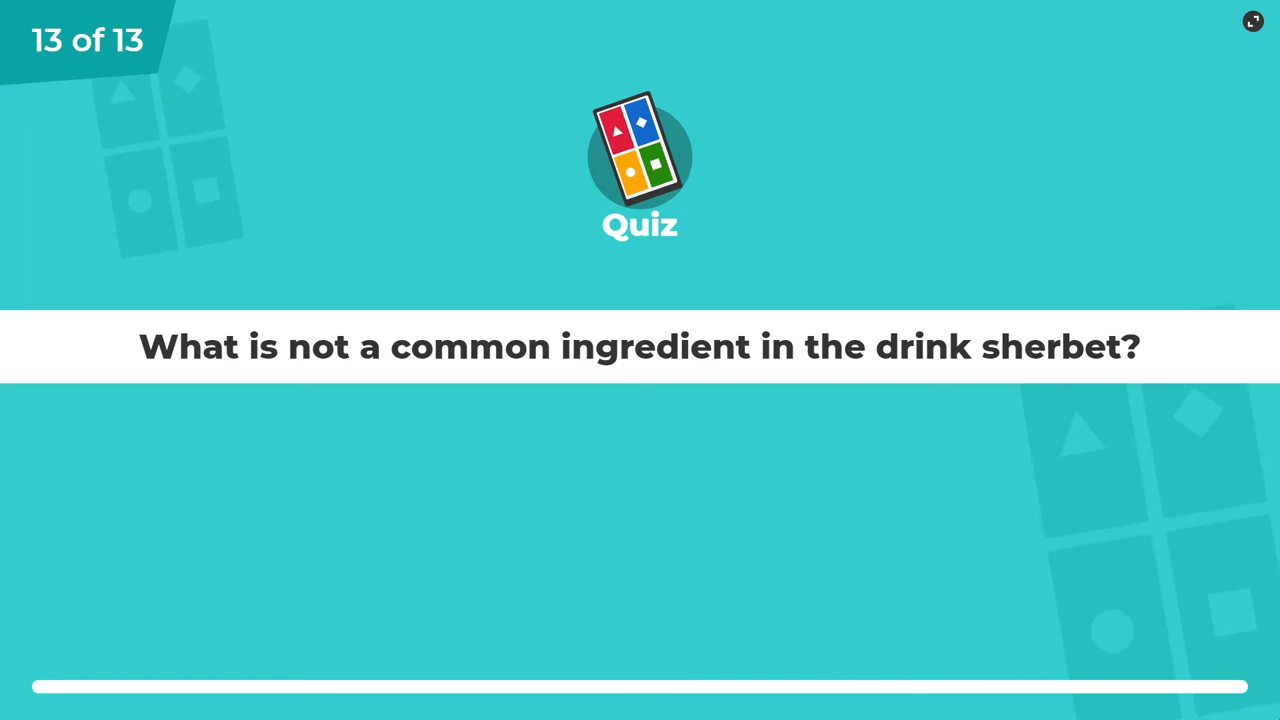 13 of 13
Quiz
What is not a common ingredient in the drink sherbet?